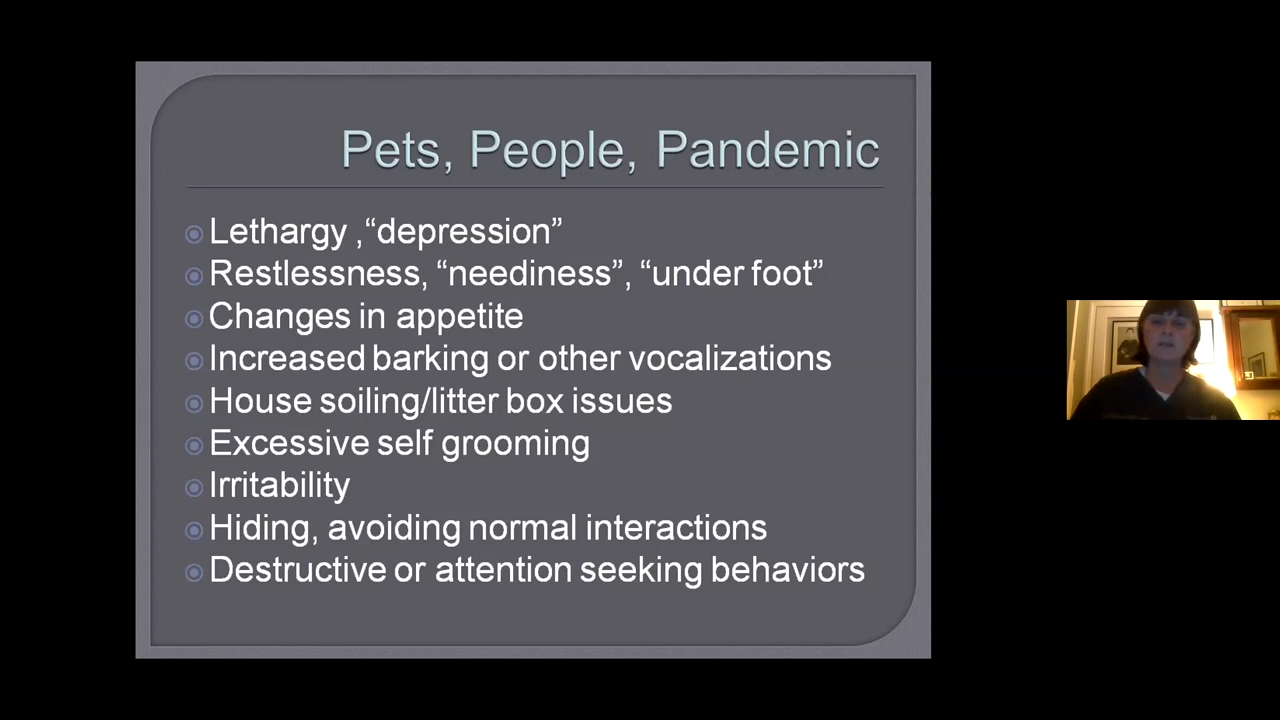 Pets, People, Pandemic
Lethargy ,“depression”
Restlessness, “neediness”, “under foot”
Changes in appetite
Increased barking or other vocalizations
House soiling/litter box issues
Excessive self grooming
Irritability
Hiding, avoiding normal interactions
Destructive or attention seeking behaviors